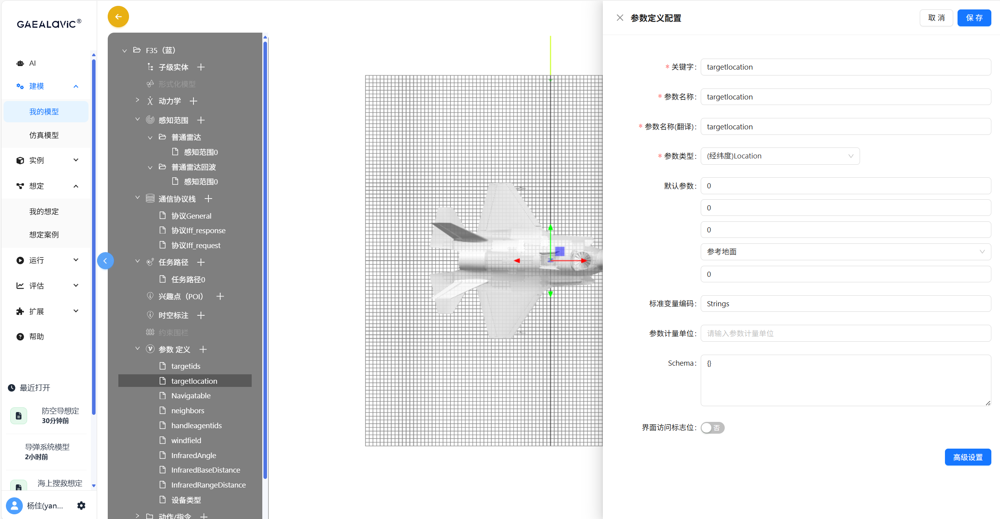 GAEALaViC®
AI
建模
我的模型
仿真模型
实例
想定
我的想定
想定案例
运行
评估
扩展
帮助
最近打开
防空导想定
30分钟前
导弹系统模型
2小时前
海上搜救想定
杨佳(yan...
F35（蓝）
子级实体
形式化模型
动力学
感知范围
普通雷达
感知范围0
普通雷达回波
感知范围0
通信协议栈
协议General
协议Iff_response
协议Iff_request
任务路径
任务路径0
兴趣点（POI）
时空标注
约束围栏
参数 定义
targetids
targetlocation
Navigatable
neighbors
handleagentids
windfield
InfraredAngle
InfraredBaseDistance
InfraredRangeDistance
设备类型
动作/指令
参数定义配置
取 消
保 存
* 关键字: targetlocation
* 参数名称: targetlocation
* 参数名称(翻译): targetlocation
* 参数类型: (经纬度)Location
默认参数: 0
0
0
参考地面
0
标准变量编码: Strings
参数计量单位: 请输入参数计量单位
Schema: {}
界面访问标志位: 否
高级设置